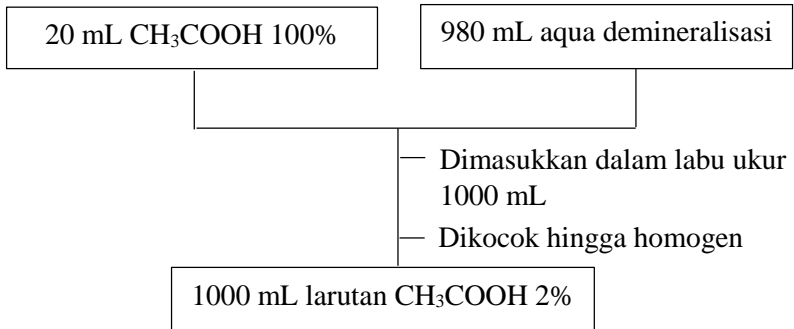 20 mL CH₃COOH 100%
980 mL aqua demineralisasi
Dimasukkan dalam labu ukur
1000 mL
Dikocok hingga homogen
1000 mL larutan CH₃COOH 2%